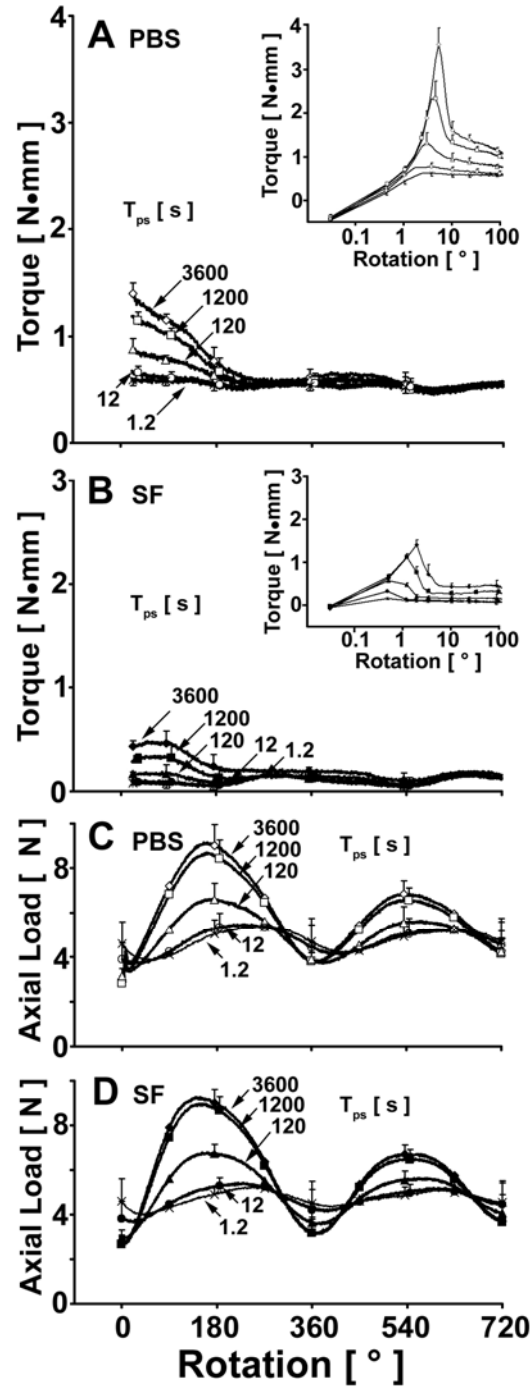 A PBS
Torque [ N•mm ]
4
3
2
1
0
T_ps [ s ]
3600
1200
120
12
1.2
Torque [ N•mm ]
4
3
2
1
0
0.1 1 10 100
Rotation [ ° ]
B SF
Torque [ N•mm ]
3
2
1
0
T_ps [ s ]
3600
1200
120
12
1.2
Torque [ N•mm ]
3
2
1
0
0.1 1 10 100
Rotation [ ° ]
C PBS
Axial Load [ N ]
8
4
0
T_ps [ s ]
3600
1200
120
12
1.2
D SF
Axial Load [ N ]
8
4
0
T_ps [ s ]
3600
1200
120
12
1.2
0 180 360 540 720
Rotation [ ° ]